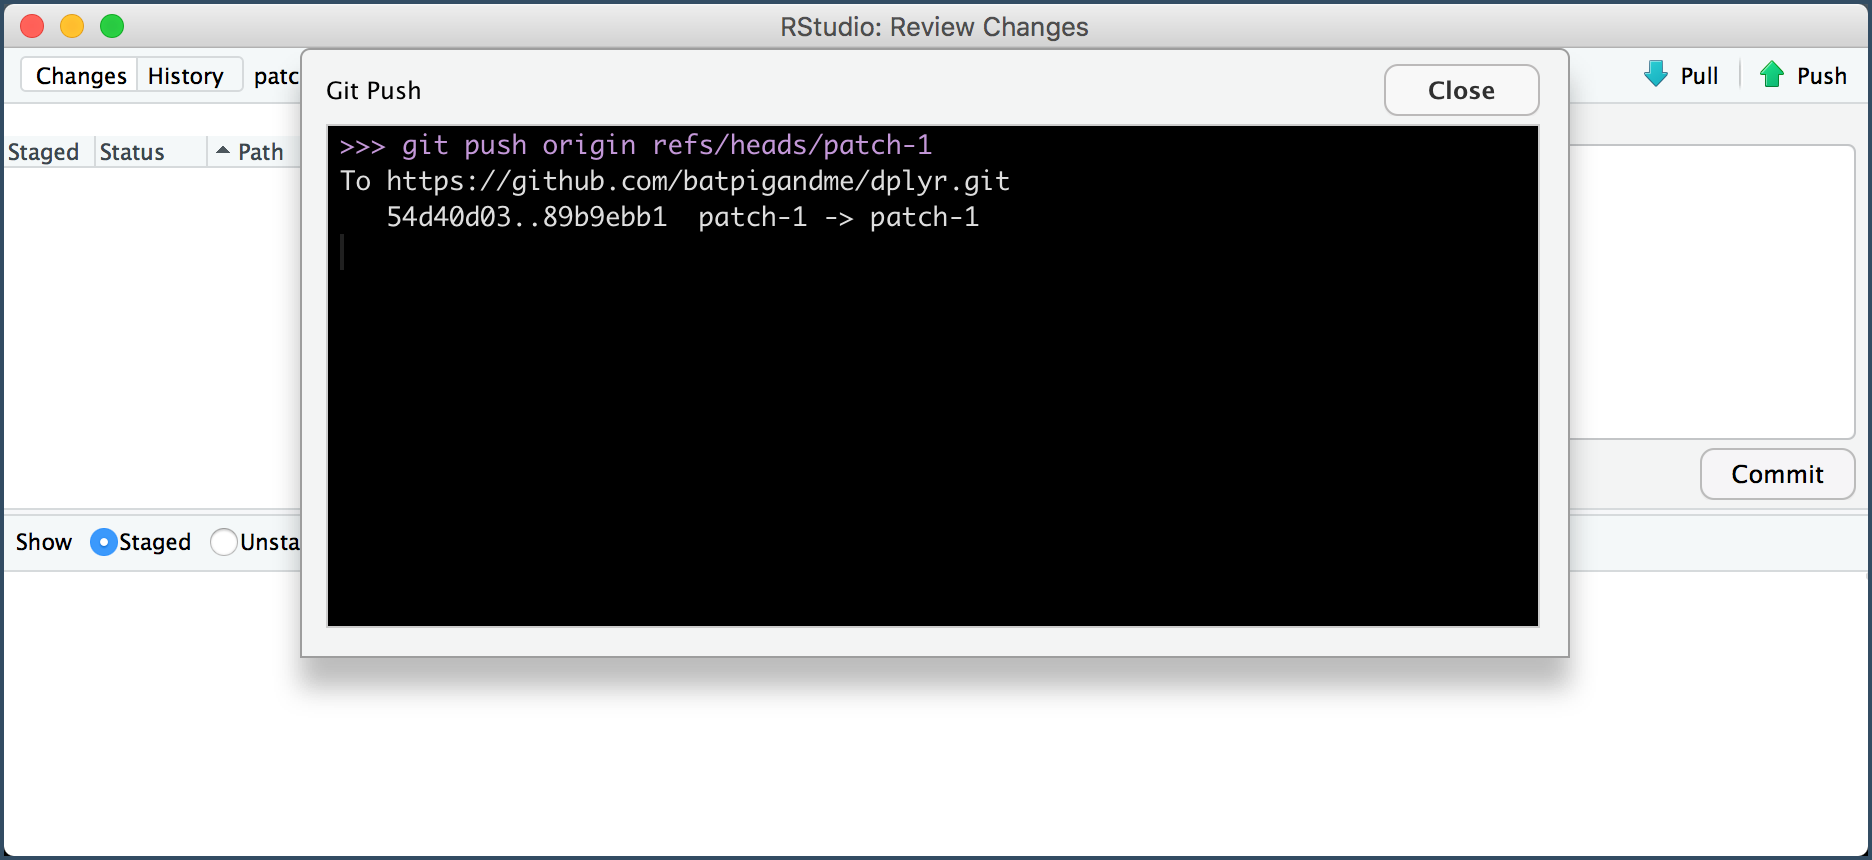 RStudio: Review Changes
Changes History patc Pull Push
Git Push Close
Staged Status Path
>>> git push origin refs/heads/patch-1
To https://github.com/batpigandme/dplyr.git
54d40d03..89b9ebb1 patch-1 -> patch-1
Commit
Show Staged Unsta